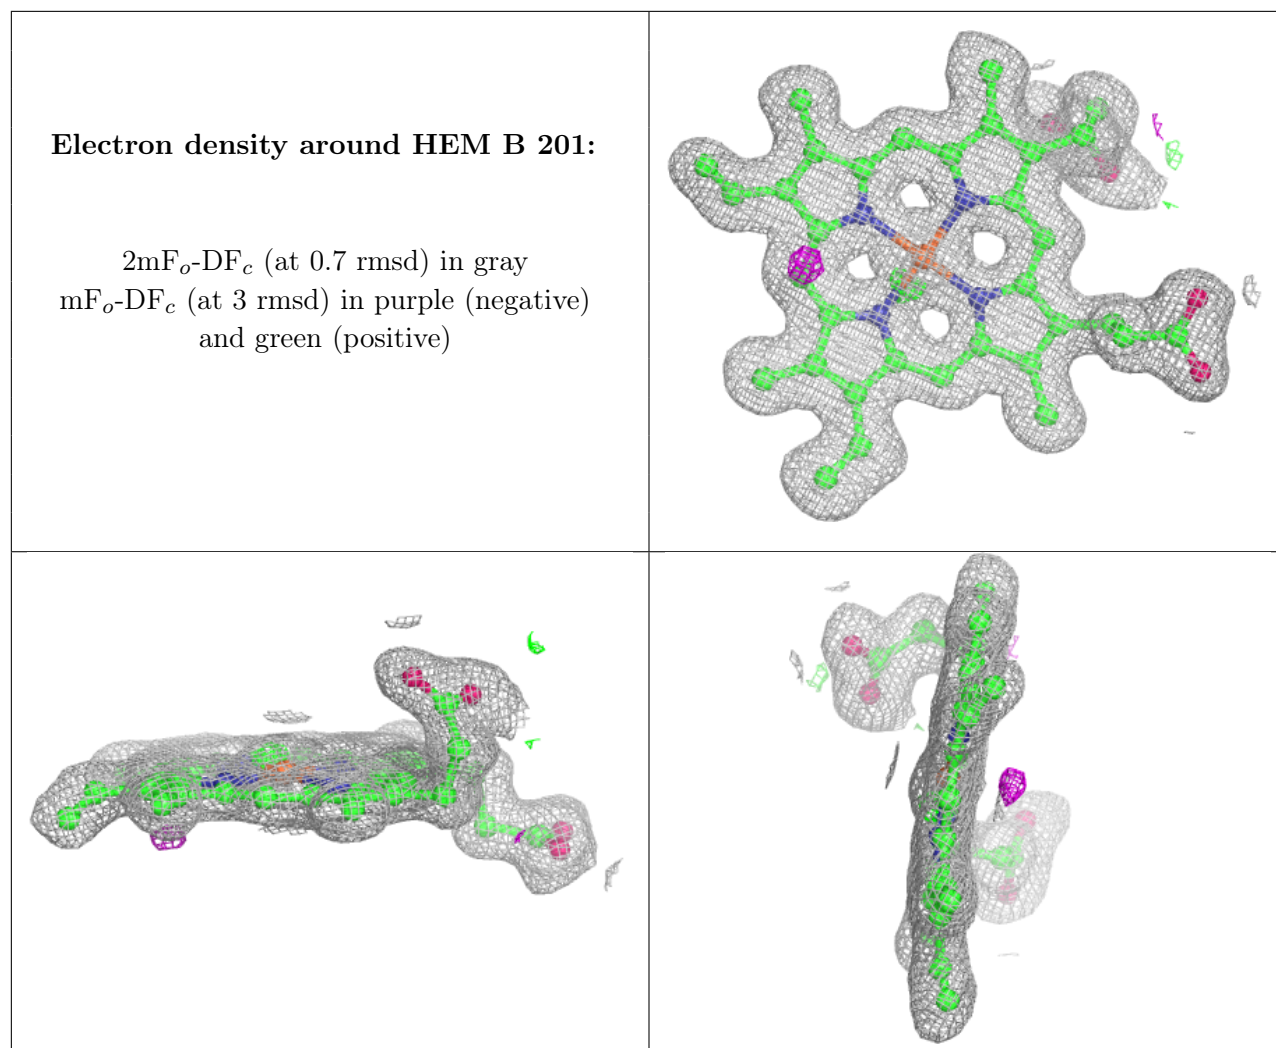 Electron density around HEM B 201:
2mFₒ-DF𝑐 (at 0.7 rmsd) in gray
mFₒ-DF𝑐 (at 3 rmsd) in purple (negative)
and green (positive)